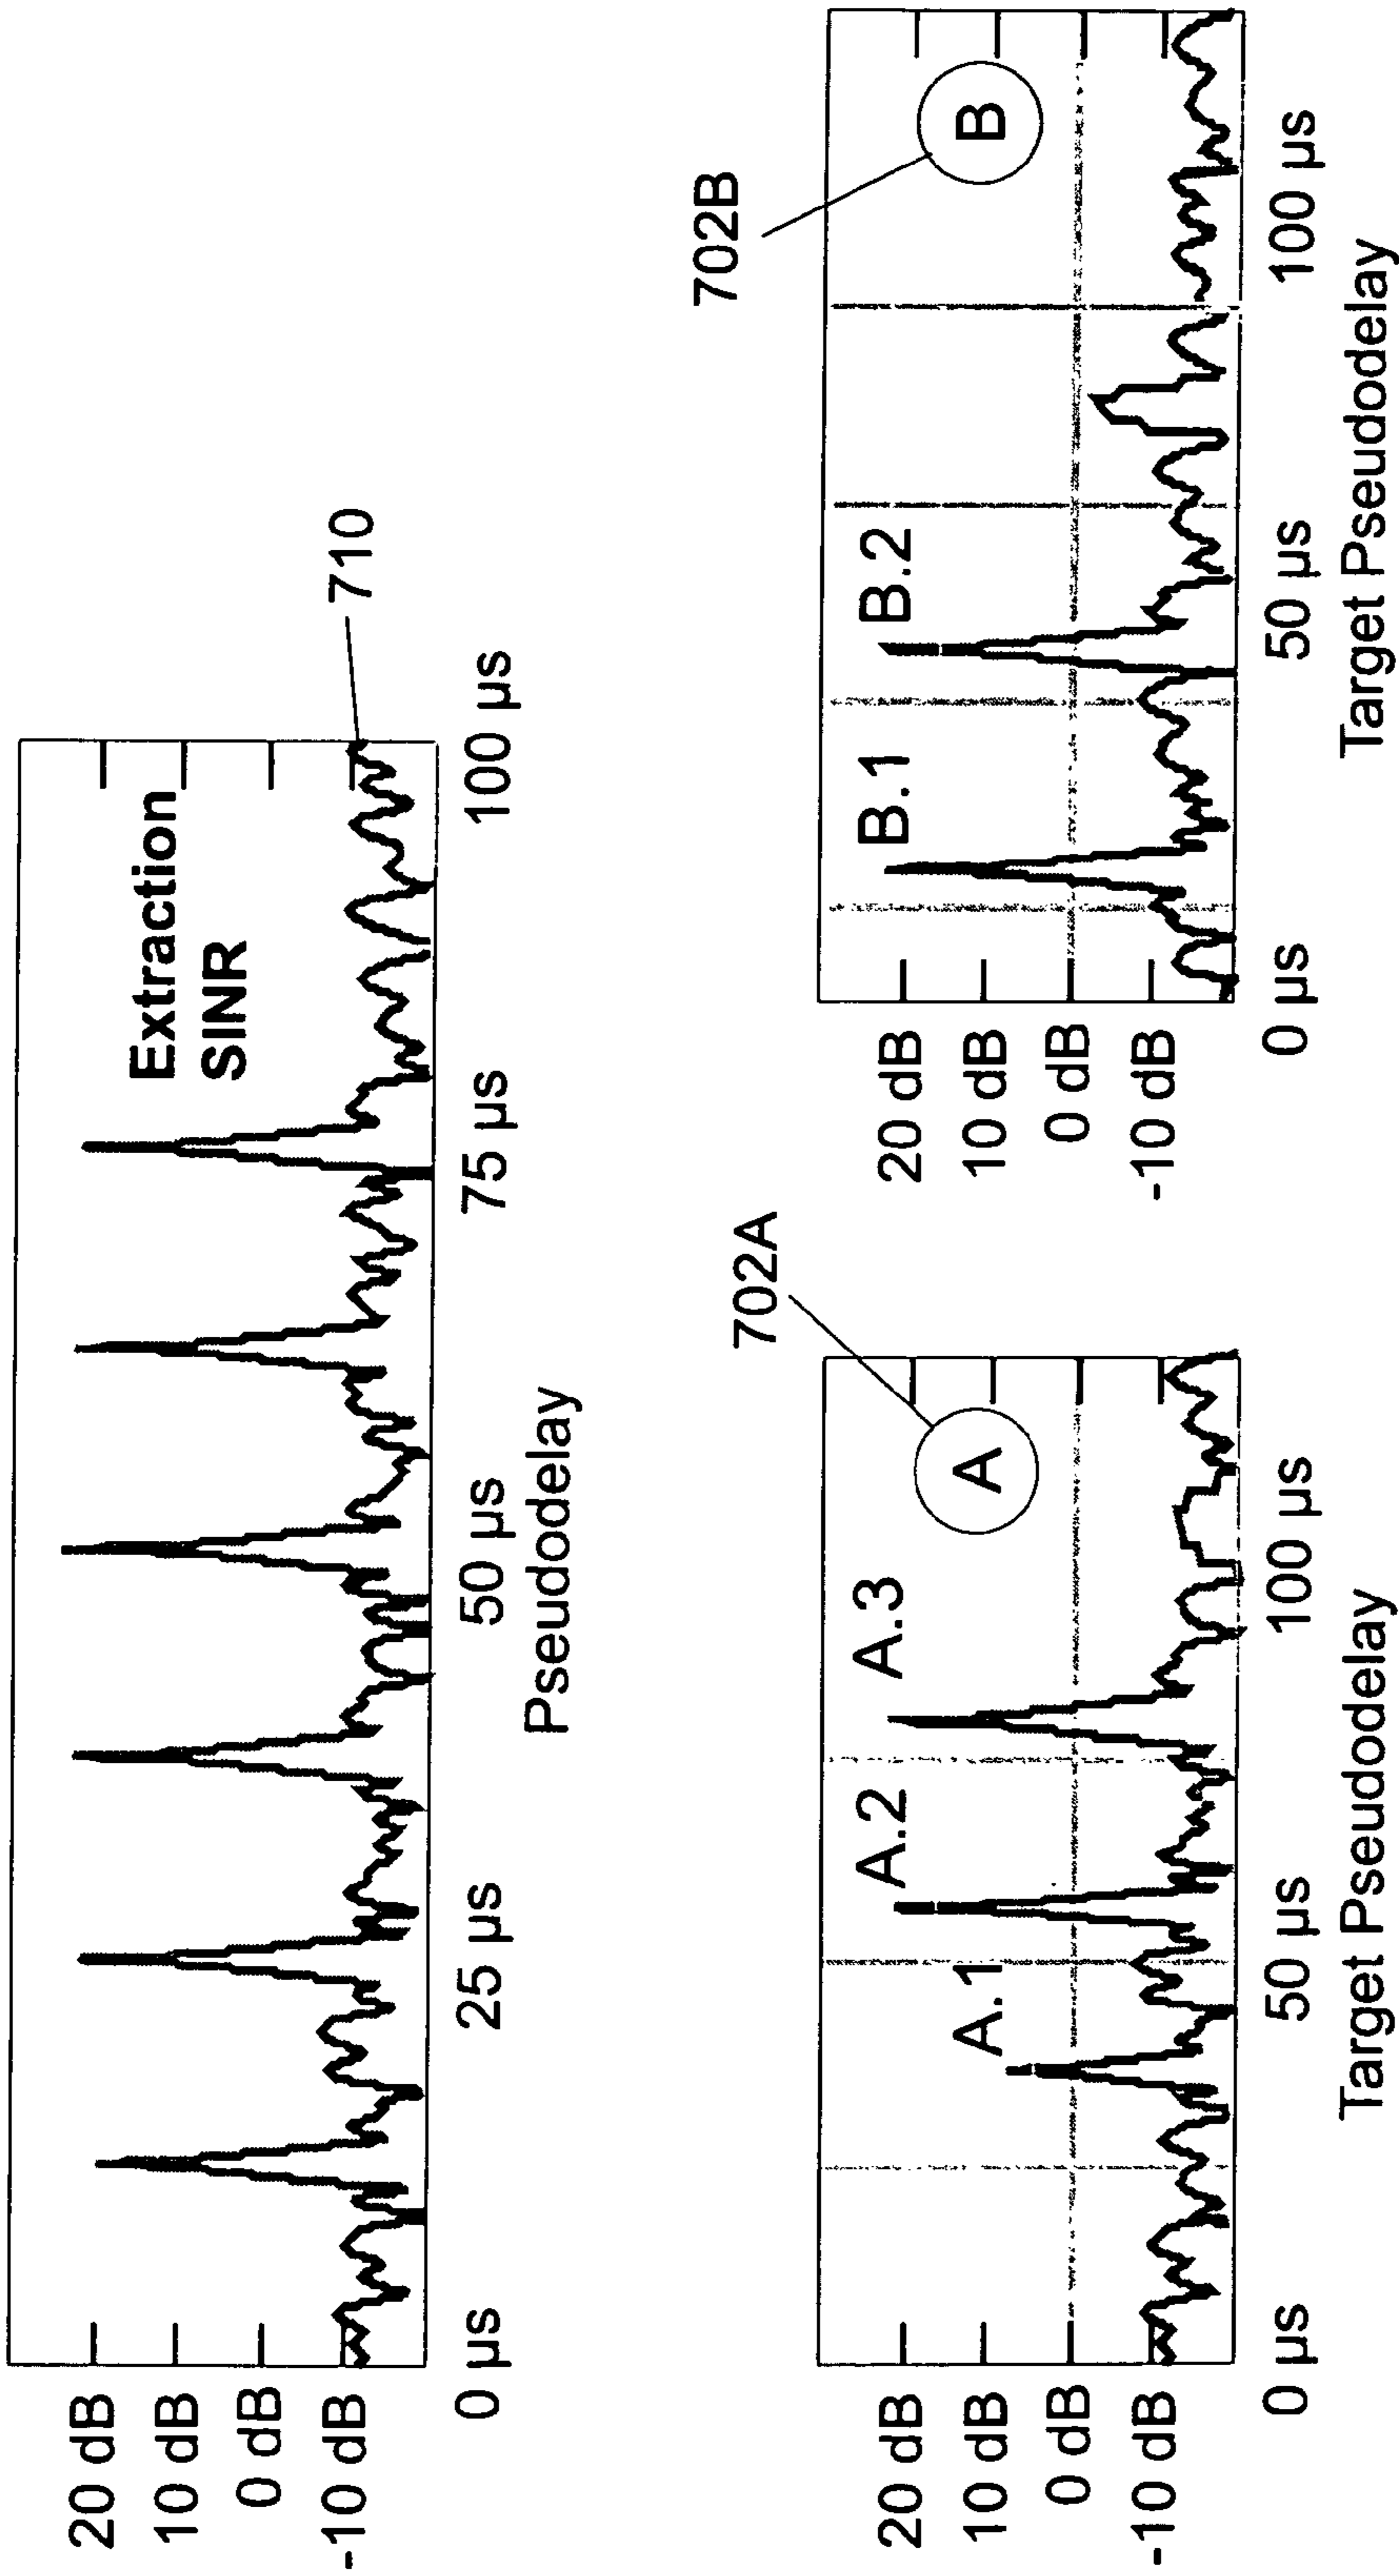 20 dB
10 dB
0 dB
-10 dB
Extraction
SINR
710
0 µs
25 µs
50 µs
75 µs
100 µs
Pseudodelay
702A
20 dB
10 dB
0 dB
-10 dB
A.1
A.2
A.3
A
0 µs
50 µs
100 µs
Target Pseudodelay
702B
20 dB
10 dB
0 dB
-10 dB
B.1
B.2
B
0 µs
50 µs
100 µs
Target Pseudodelay